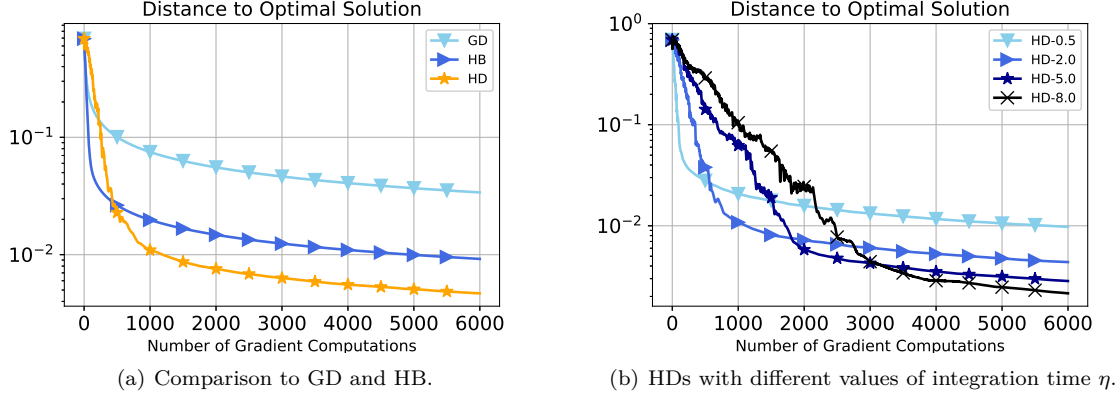 Distance to Optimal Solution
GD
HB
HD
10⁻¹
10⁻²
0 1000 2000 3000 4000 5000 6000
Number of Gradient Computations
(a) Comparison to GD and HB.
Distance to Optimal Solution
10⁰
HD-0.5
HD-2.0
HD-5.0
HD-8.0
10⁻¹
10⁻²
0 1000 2000 3000 4000 5000 6000
Number of Gradient Computations
(b) HDs with different values of integration time η.